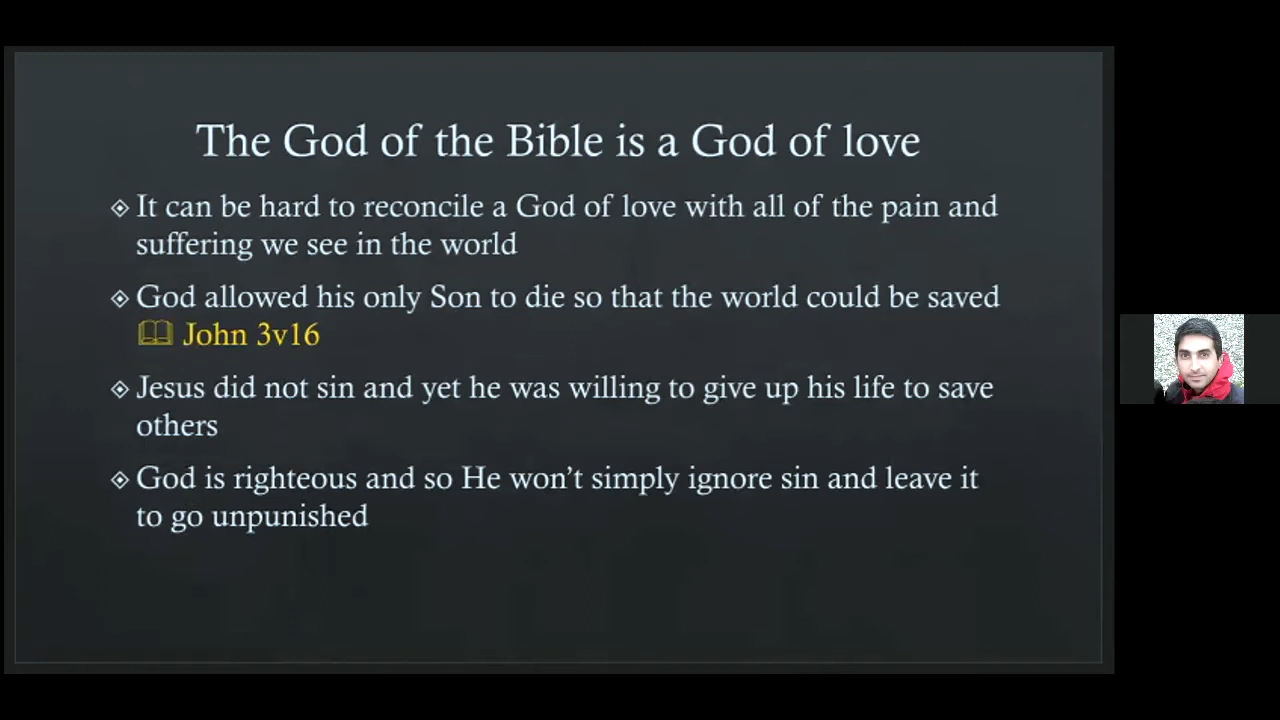 The God of the Bible is a God of love
It can be hard to reconcile a God of love with all of the pain and
suffering we see in the world
God allowed his only Son to die so that the world could be saved
John 3v16
Jesus did not sin and yet he was willing to give up his life to save
others
God is righteous and so He won’t simply ignore sin and leave it
to go unpunished